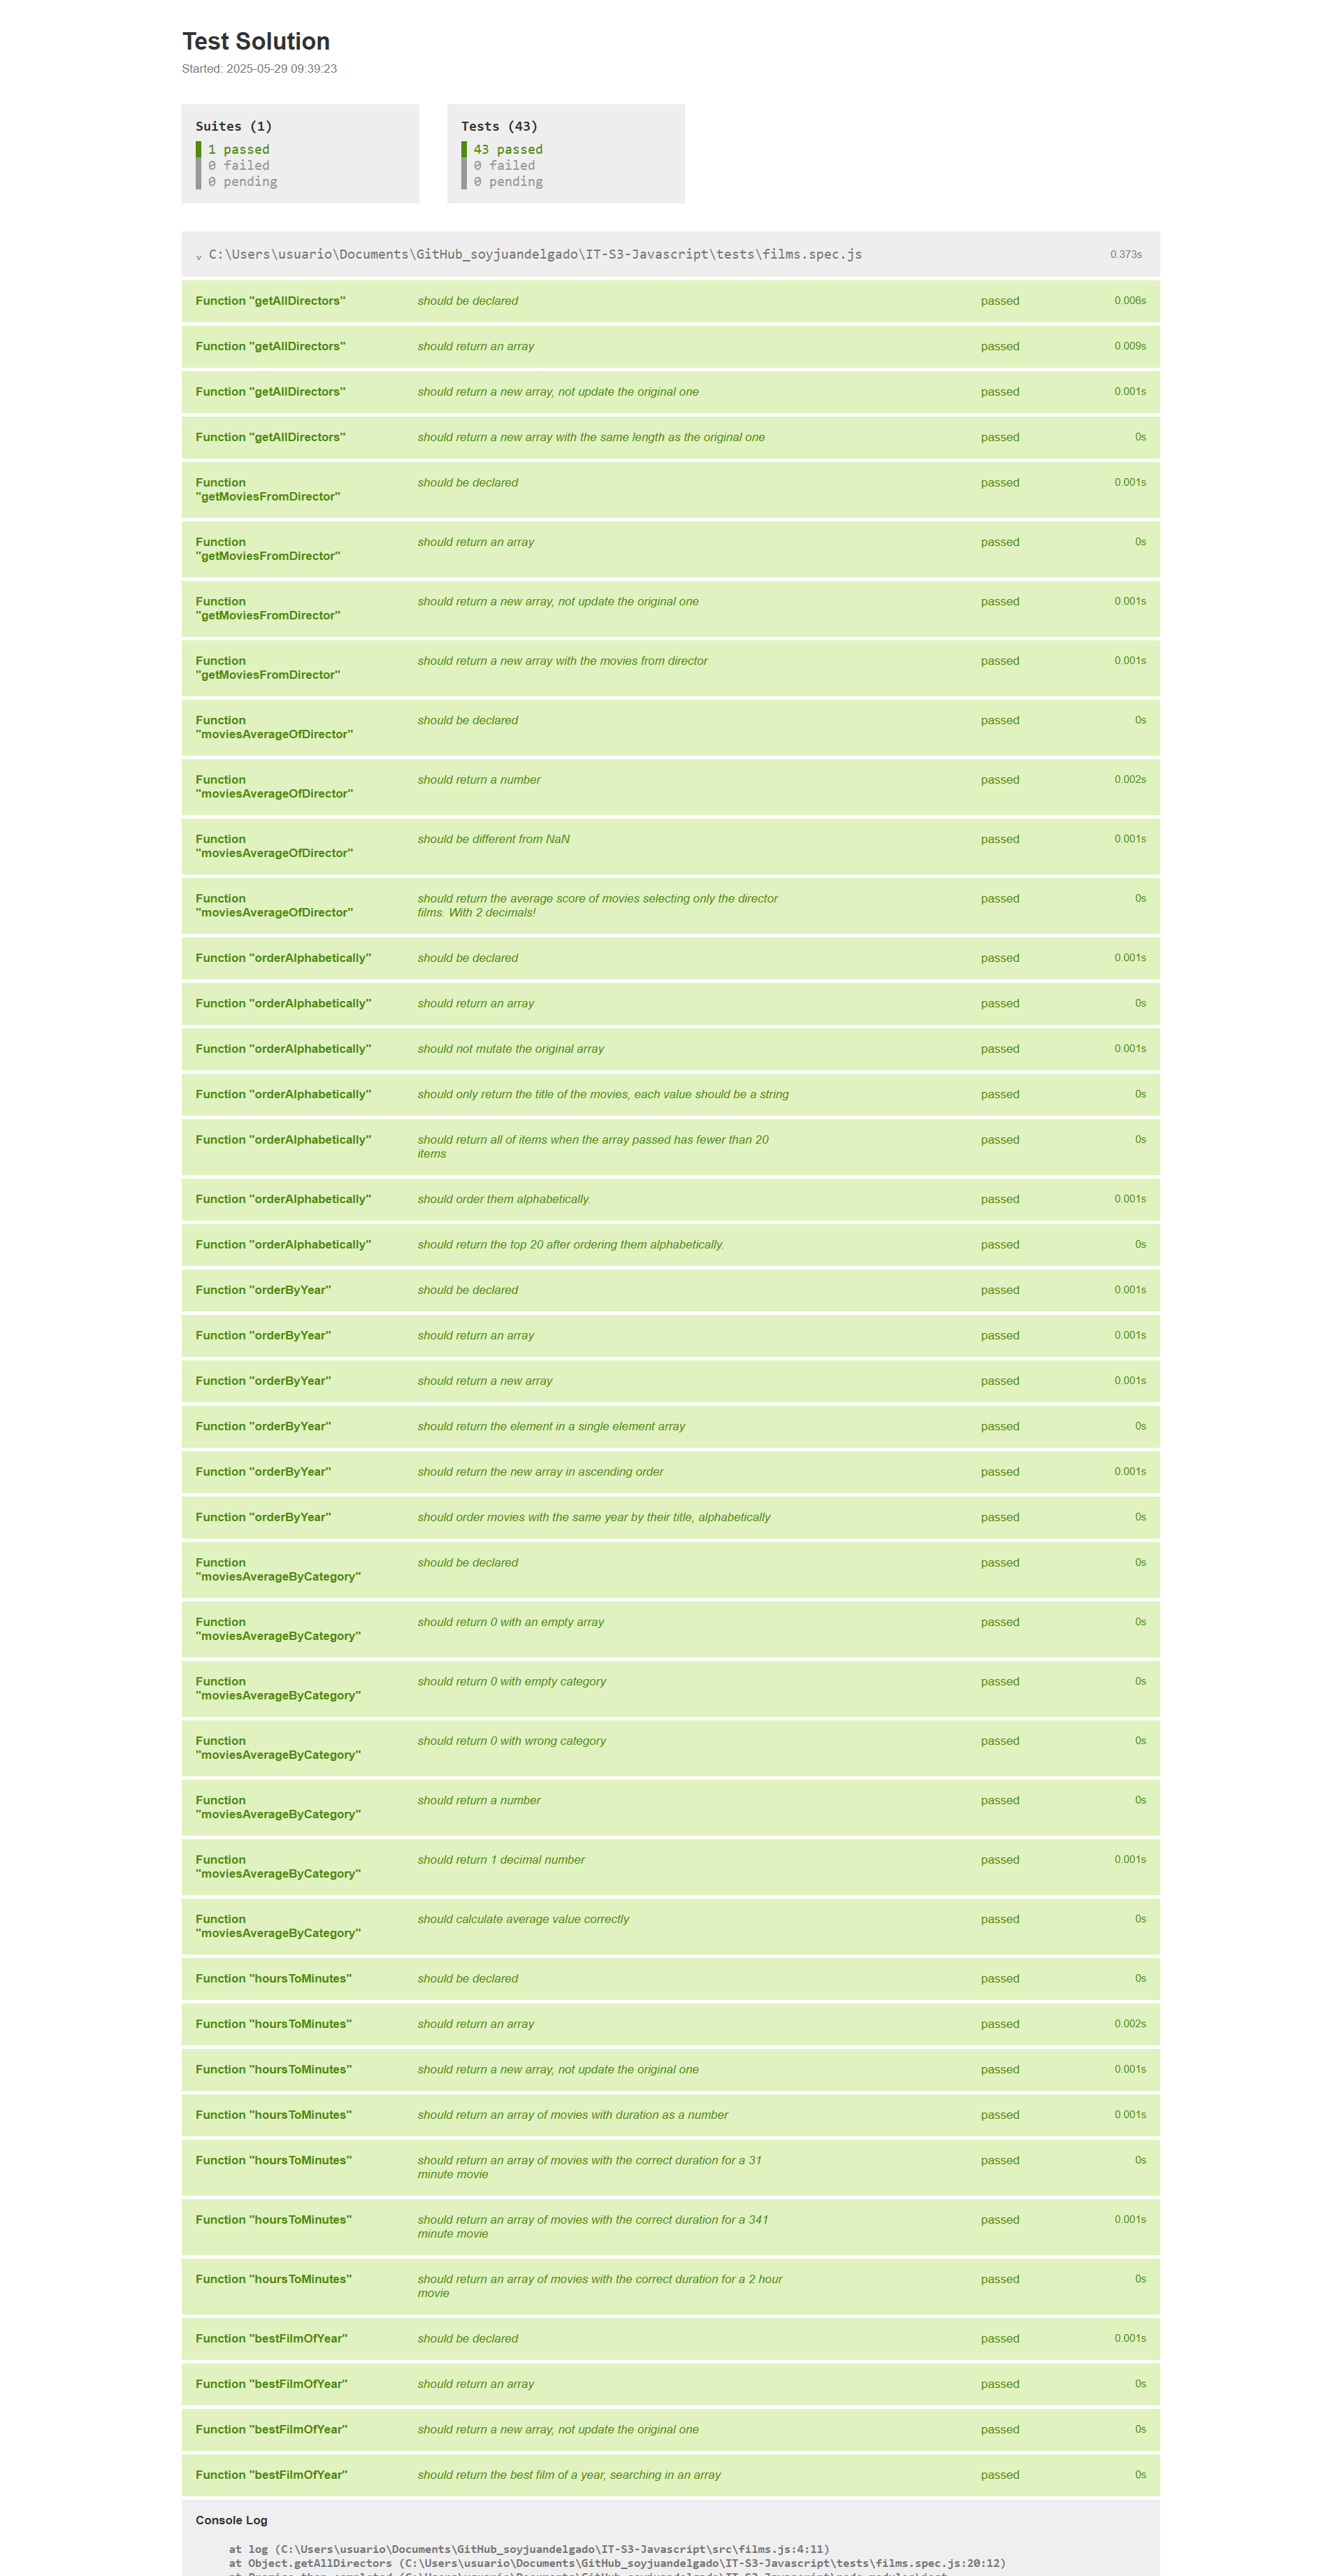 Test Solution
Started: 2025-05-29 09:39:23
Suites (1)
1 passed
0 failed
0 pending
Tests (43)
43 passed
0 failed
0 pending
C:\Users\usuario\Documents\GitHub_soyjuandelgado\IT-S3-Javascript\tests\films.spec.js 0.373s
Function "getAllDirectors" should be declared passed 0.006s
Function "getAllDirectors" should return an array passed 0.009s
Function "getAllDirectors" should return a new array, not update the original one passed 0.001s
Function "getAllDirectors" should return a new array with the same length as the original one passed 0s
Function should be declared passed 0.001s
"getMoviesFromDirector"
Function should return an array passed 0s
"getMoviesFromDirector"
Function should return a new array, not update the original one passed 0.001s
"getMoviesFromDirector"
Function should return a new array with the movies from director passed 0.001s
"getMoviesFromDirector"
Function should be declared passed 0s
"moviesAverageOfDirector"
Function should return a number passed 0.002s
"moviesAverageOfDirector"
Function should be different from NaN passed 0.001s
"moviesAverageOfDirector"
Function should return the average score of movies selecting only the director passed 0s
"moviesAverageOfDirector" films. With 2 decimals!
Function "orderAlphabetically" should be declared passed 0.001s
Function "orderAlphabetically" should return an array passed 0s
Function "orderAlphabetically" should not mutate the original array passed 0.001s
Function "orderAlphabetically" should only return the title of the movies, each value should be a string passed 0s
Function "orderAlphabetically" should return all of items when the array passed has fewer than 20 passed 0s
items
Function "orderAlphabetically" should order them alphabetically. passed 0.001s
Function "orderAlphabetically" should return the top 20 after ordering them alphabetically. passed 0s
Function "orderByYear" should be declared passed 0.001s
Function "orderByYear" should return an array passed 0.001s
Function "orderByYear" should return a new array passed 0.001s
Function "orderByYear" should return the element in a single element array passed 0s
Function "orderByYear" should return the new array in ascending order passed 0.001s
Function "orderByYear" should order movies with the same year by their title, alphabetically passed 0s
Function should be declared passed 0s
"moviesAverageByCategory"
Function should return 0 with an empty array passed 0s
"moviesAverageByCategory"
Function should return 0 with empty category passed 0s
"moviesAverageByCategory"
Function should return 0 with wrong category passed 0s
"moviesAverageByCategory"
Function should return a number passed 0s
"moviesAverageByCategory"
Function should return 1 decimal number passed 0.001s
"moviesAverageByCategory"
Function should calculate average value correctly passed 0s
"moviesAverageByCategory"
Function "hoursToMinutes" should be declared passed 0s
Function "hoursToMinutes" should return an array passed 0.002s
Function "hoursToMinutes" should return a new array, not update the original one passed 0.001s
Function "hoursToMinutes" should return an array of movies with duration as a number passed 0.001s
Function "hoursToMinutes" should return an array of movies with the correct duration for a 31 passed 0s
minute movie
Function "hoursToMinutes" should return an array of movies with the correct duration for a 341 passed 0.001s
minute movie
Function "hoursToMinutes" should return an array of movies with the correct duration for a 2 hour passed 0s
movie
Function "bestFilmOfYear" should be declared passed 0.001s
Function "bestFilmOfYear" should return an array passed 0s
Function "bestFilmOfYear" should return a new array, not update the original one passed 0s
Function "bestFilmOfYear" should return the best film of a year, searching in an array passed 0s
Console Log
at log (C:\Users\usuario\Documents\GitHub_soyjuandelgado\IT-S3-Javascript\src\films.js:4:11)
at Object.getAllDirectors (C:\Users\usuario\Documents\GitHub_soyjuandelgado\IT-S3-Javascript\tests\films.spec.js:20:12)